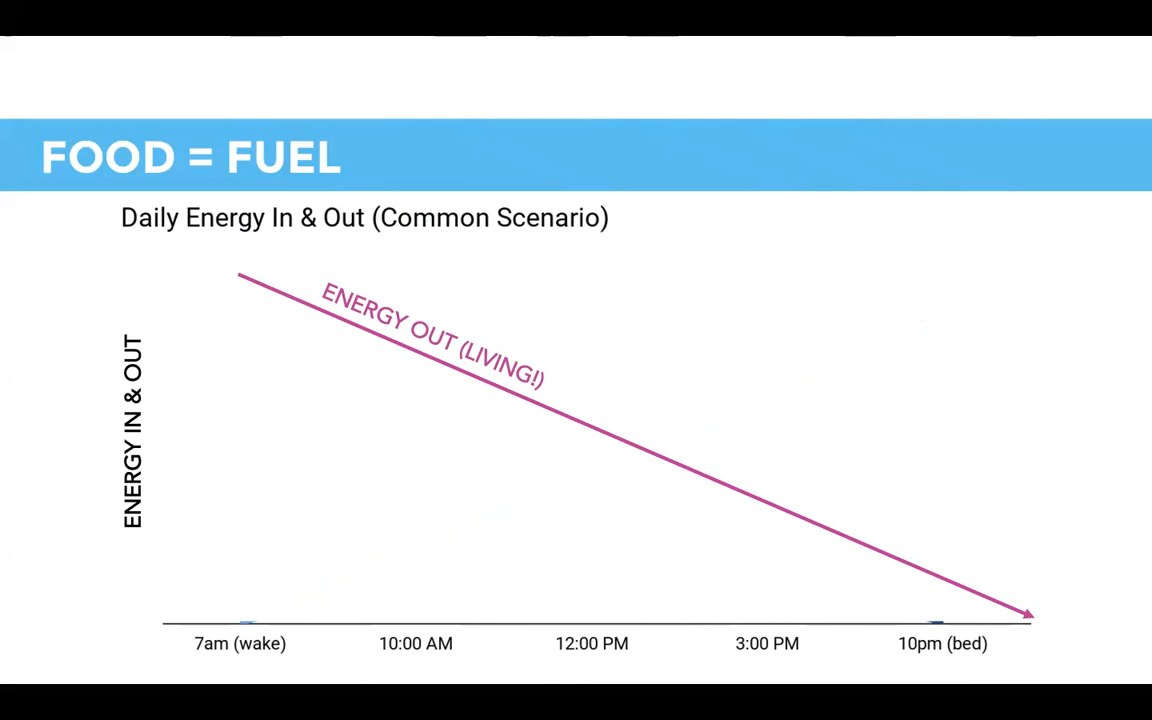 FOOD = FUEL
Daily Energy In & Out (Common Scenario)
ENERGY OUT (LIVING!)
ENERGY IN & OUT
7am (wake) 10:00 AM 12:00 PM 3:00 PM 10pm (bed)